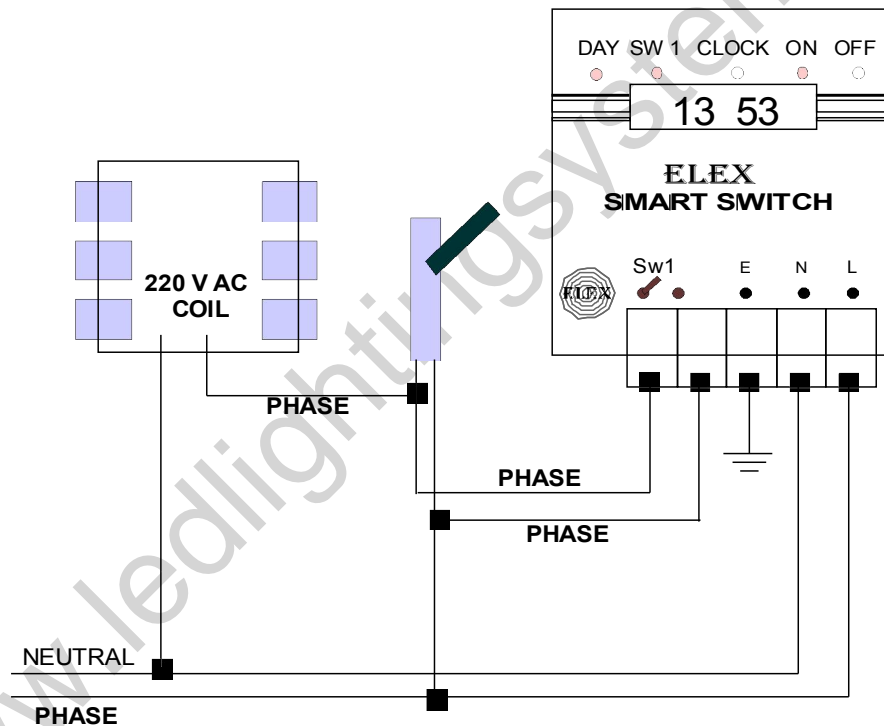 DAY SW 1 CLOCK ON OFF
13 53
ELEX
SMART SWITCH
Sw1 E N L
ELEX
220 V AC
COIL
PHASE
PHASE
PHASE
NEUTRAL
PHASE
www.ledlightingsystem